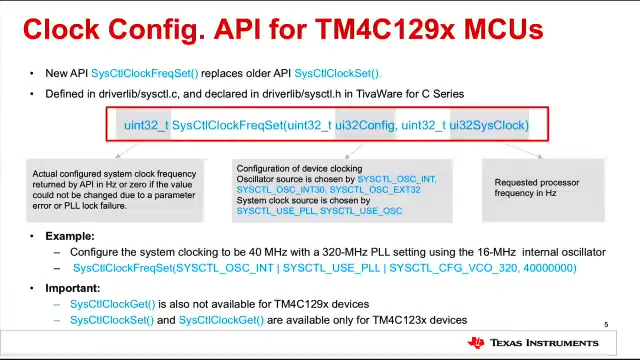 Clock Config. API for TM4C129x MCUs
• New API SysCtlClockFreqSet() replaces older API SysCtlClockSet().
• Defined in driverlib/sysctl.c, and declared in driverlib/sysctl.h in TivaWare for C Series
uint32_t SysCtlClockFreqSet(uint32_t ui32Config, uint32_t ui32SysClock)
Actual configured system clock frequency
returned by API in Hz or zero if the value
could not be changed due to a parameter
error or PLL lock failure.
Configuration of device clocking
Oscillator source is chosen by SYSCTL_OSC_INT,
SYSCTL_OSC_INT30, SYSCTL_OSC_EXT32
System clock source is chosen by
SYSCTL_USE_PLL, SYSCTL_USE_OSC
Requested processor
frequency in Hz
• Example:
– Configure the system clocking to be 40 MHz with a 320-MHz PLL setting using the 16-MHz internal oscillator
– SysCtlClockFreqSet(SYSCTL_OSC_INT | SYSCTL_USE_PLL | SYSCTL_CFG_VCO_320, 40000000)
• Important:
– SysCtlClockGet() is also not available for TM4C129x devices
– SysCtlClockSet() and SysCtlClockGet() are available only for TM4C123x devices
5
TEXAS INSTRUMENTS